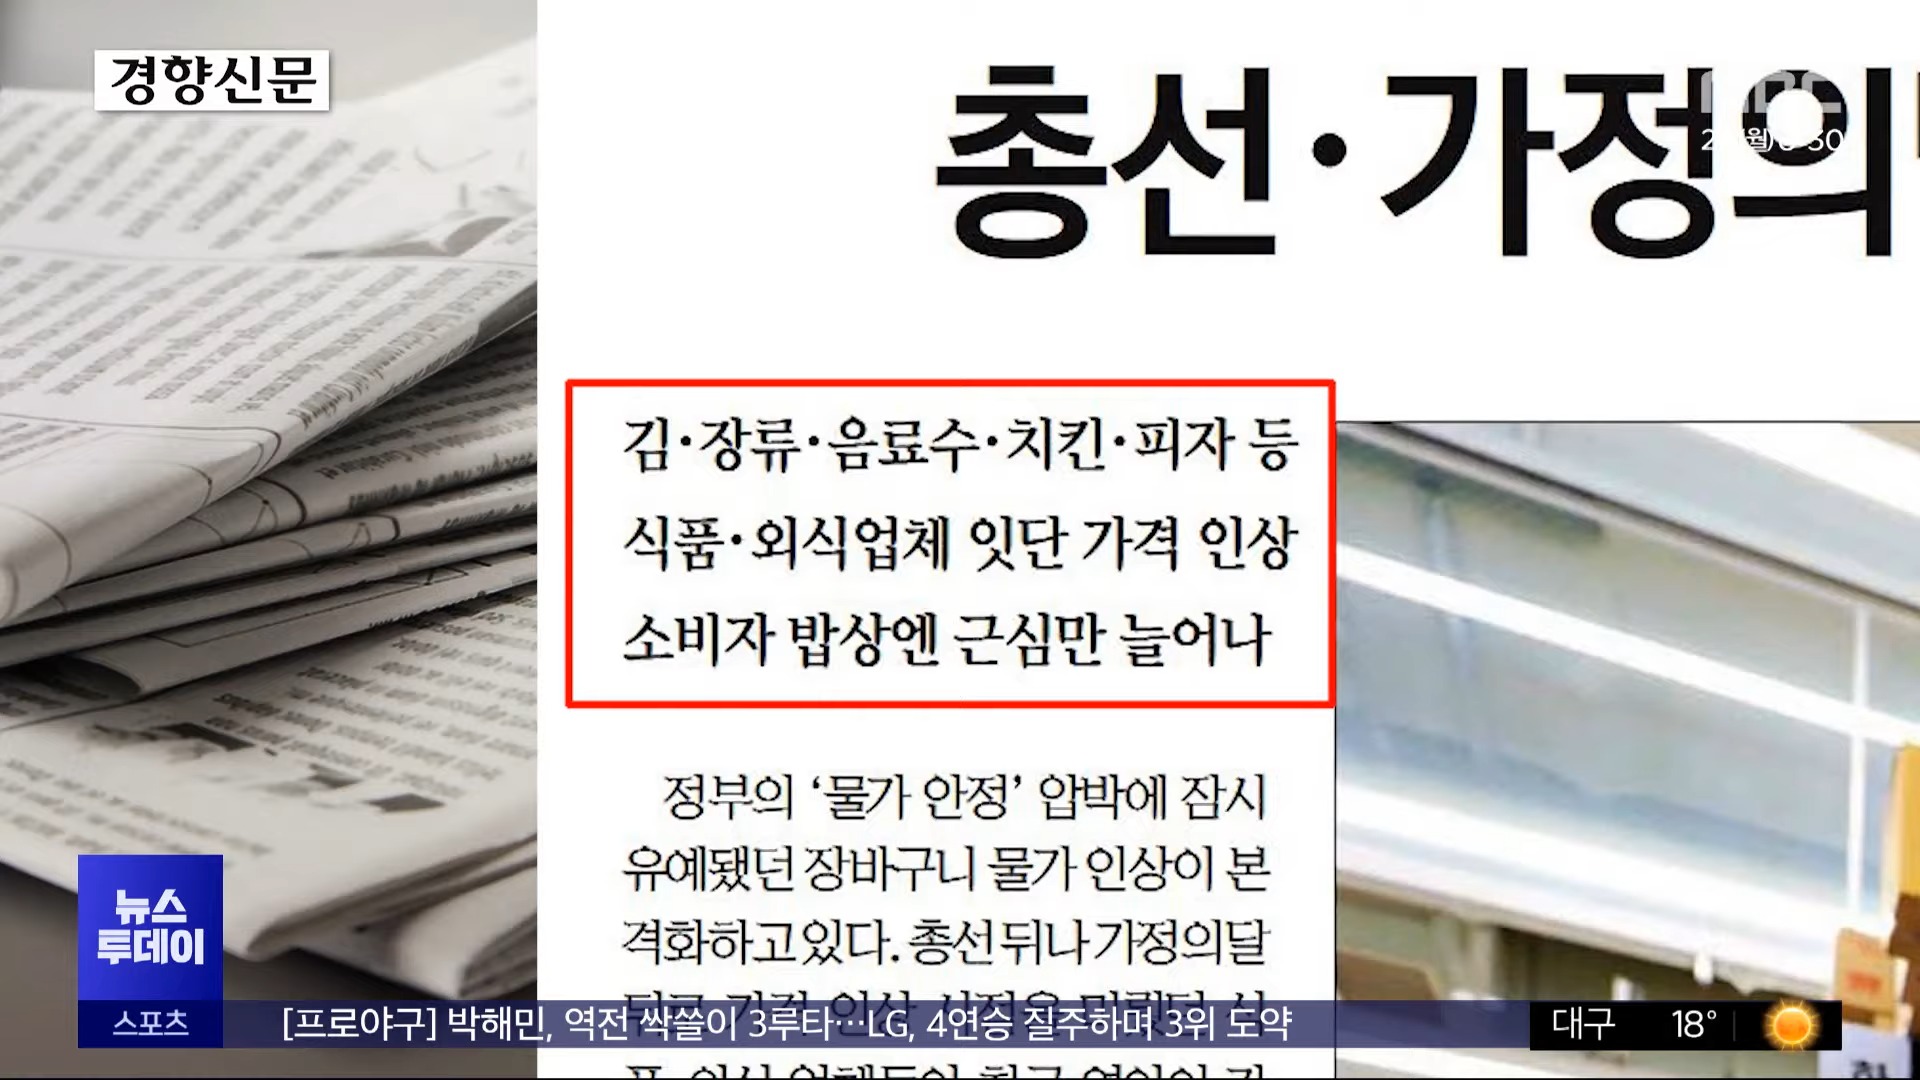 경향신문
총선·가정의
MBC
김·장류·음료수·치킨·피자 등
식품·외식업체 잇단 가격 인상
소비자 밥상엔 근심만 늘어나
정부의 ‘물가 안정’ 압박에 잠시
유예됐던 장바구니 물가 인상이 본
격화하고 있다. 총선 뒤나 가정의달
뉴스
투데이
스포츠
[프로야구] 박해민, 역전 싹쓸이 3루타…LG, 4연승 질주하며 3위 도약
대구 18°